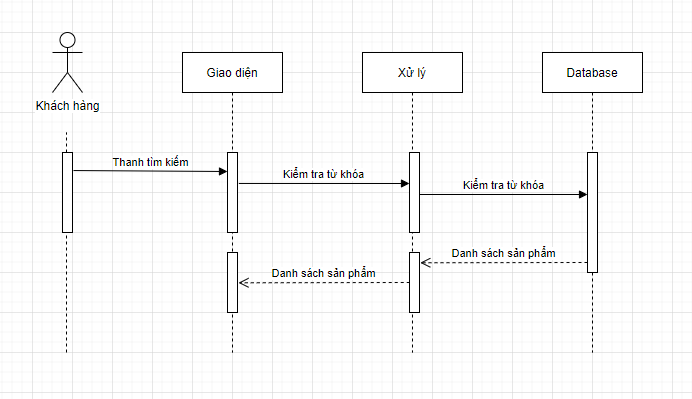 Giao diện
Xử lý
Database
Khách hảng
Thanh tìm kiếm
Kiểm tra từ khóa
Kiểm tra từ khóa
Danh sách sản phẩm
Danh sách sản phẩm